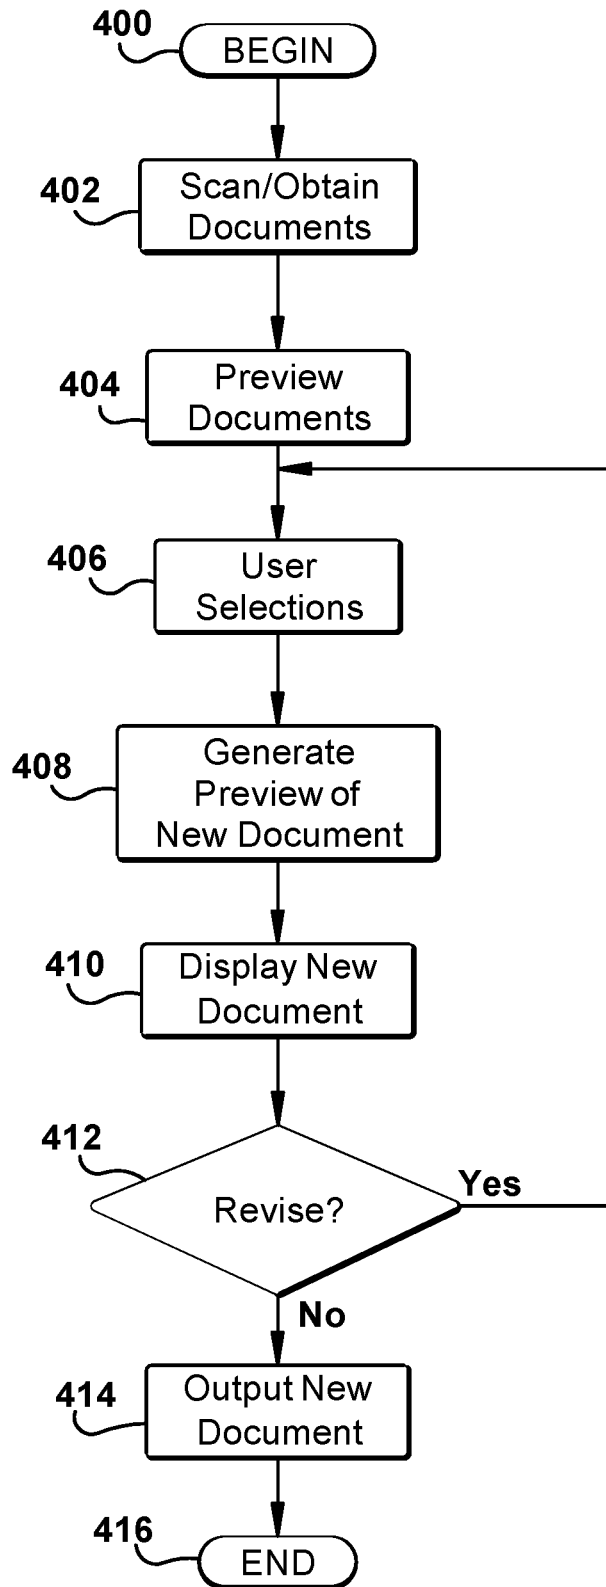 400
BEGIN
402
Scan/Obtain
Documents
404
Preview
Documents
406
User
Selections
408
Generate
Preview of
New Document
410
Display New
Document
412
Revise?
Yes
No
414
Output New
Document
416
END